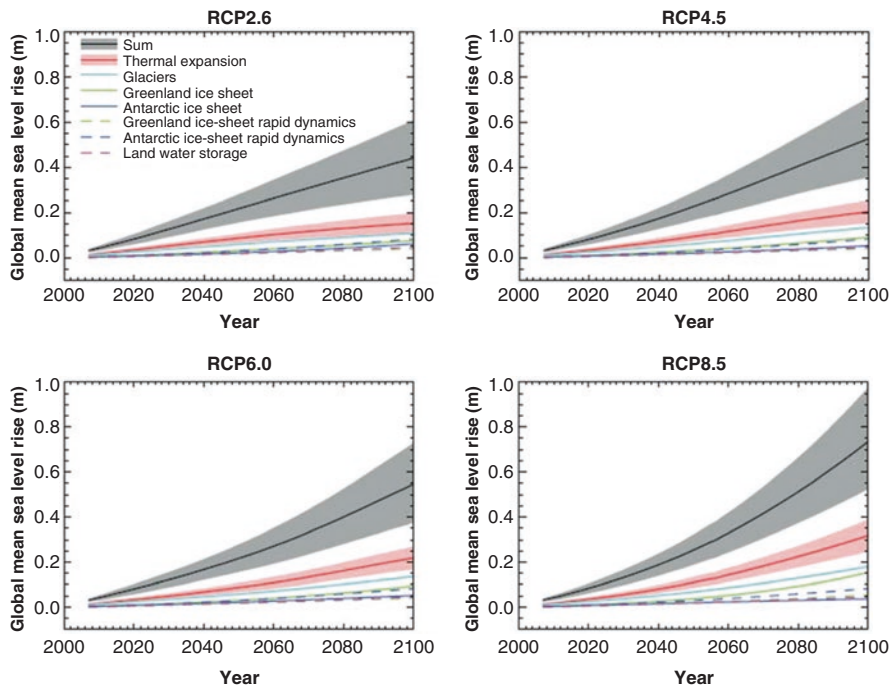 RCP2.6
Global mean sea level rise (m)
1.0
0.8
0.6
0.4
0.2
0.0
Sum
Thermal expansion
Glaciers
Greenland ice sheet
Antarctic ice sheet
Greenland ice-sheet rapid dynamics
Antarctic ice-sheet rapid dynamics
Land water storage
2000 2020 2040 2060 2080 2100
Year
RCP4.5
Global mean sea level rise (m)
1.0
0.8
0.6
0.4
0.2
0.0
2000 2020 2040 2060 2080 2100
Year
RCP6.0
Global mean sea level rise (m)
1.0
0.8
0.6
0.4
0.2
0.0
2000 2020 2040 2060 2080 2100
Year
RCP8.5
Global mean sea level rise (m)
1.0
0.8
0.6
0.4
0.2
0.0
2000 2020 2040 2060 2080 2100
Year